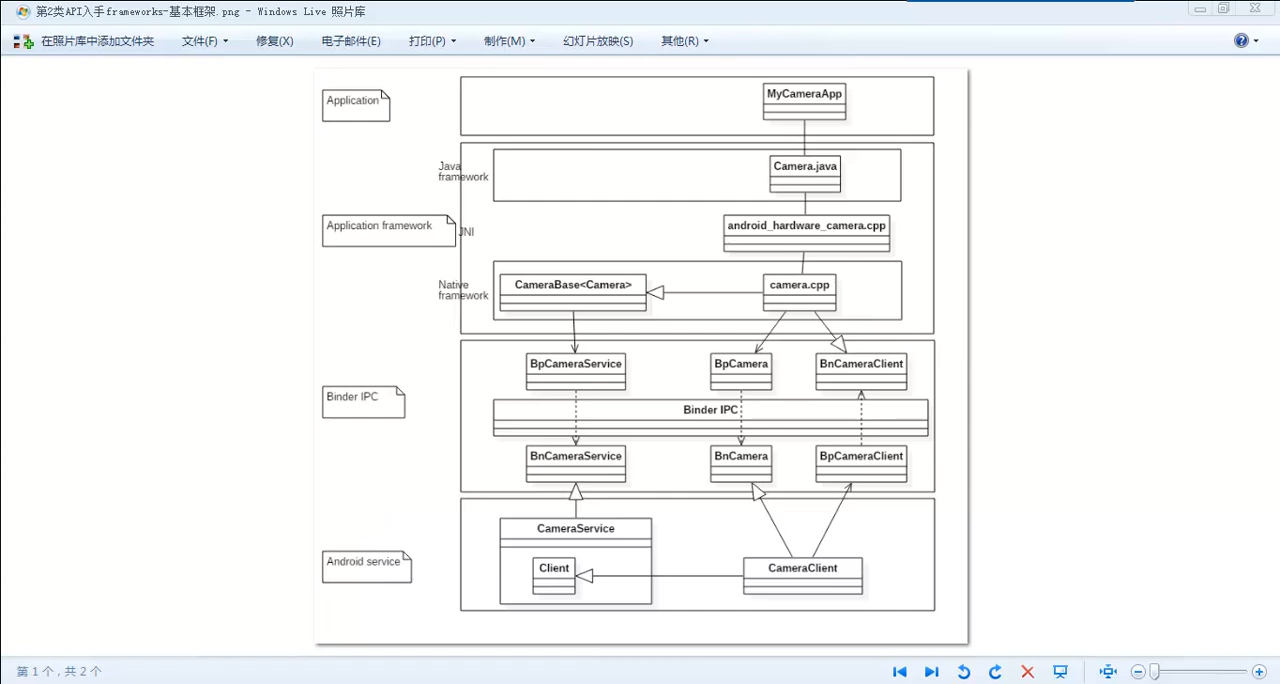 第2类API入手frameworks-基本框架.png - Windows Live 照片库
在照片库中添加文件夹 文件(F) 修复(X) 电子邮件(E) 打印(P) 制作(M) 幻灯片放映(S) 其他(R)
Application
MyCameraApp
Java
framework
Camera.java
Application framework
JNI
android_hardware_camera.cpp
Native
framework
CameraBase<Camera>
camera.cpp
BpCameraService
BpCamera
BnCameraClient
Binder IPC
Binder IPC
BnCameraService
BnCamera
BpCameraClient
CameraService
Android service
Client
CameraClient
第 1 个，共 2 个